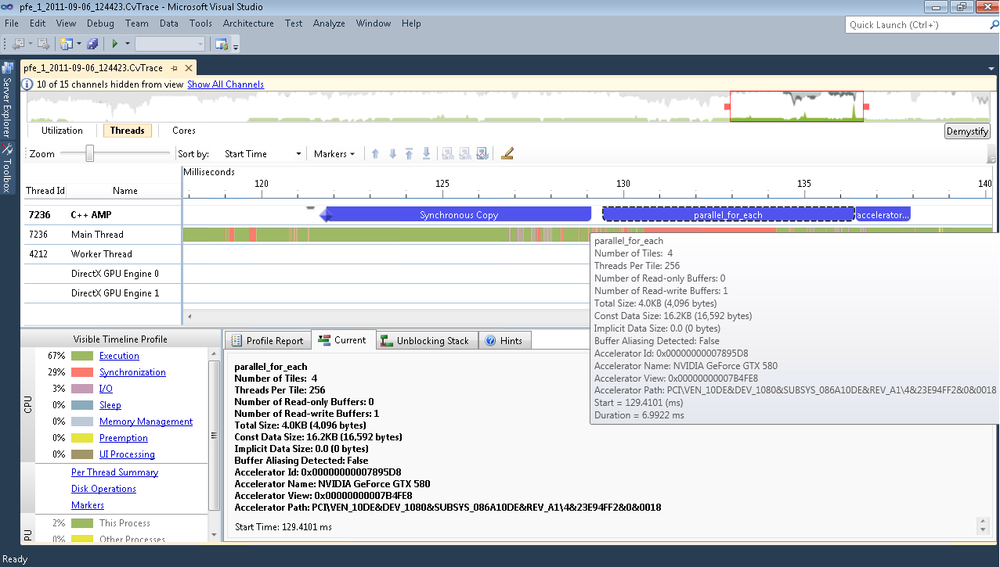 pfe_1_2011-09-06_124423.CvTrace - Microsoft Visual Studio
File Edit View Debug Team Data Tools Architecture Test Analyze Window Help
Quick Launch (Ctrl+')
Server Explorer
Toolbox
pfe_1_2011-09-06_124423.CvTrace
10 of 15 channels hidden from view Show All Channels
Utilization Threads Cores
Demystify
Zoom Sort by: Start Time Markers
Milliseconds
120 125 130 135 140
Thread Id Name
7236 C++ AMP
Synchronous Copy parallel_for_each accelerator...
7236 Main Thread
4212 Worker Thread
DirectX GPU Engine 0
DirectX GPU Engine 1
parallel_for_each
Number of Tiles: 4
Threads Per Tile: 256
Number of Read-only Buffers: 0
Number of Read-write Buffers: 1
Total Size: 4.0KB (4,096 bytes)
Const Data Size: 16.2KB (16,592 bytes)
Implicit Data Size: 0.0 (0 bytes)
Buffer Aliasing Detected: False
Accelerator Id: 0x00000000007895D8
Accelerator Name: NVIDIA GeForce GTX 580
Accelerator View: 0x00000000007B4FE8
Accelerator Path: PCI\VEN_10DE&DEV_1080&SUBSYS_086A10DE&REV_A1\4&23E94FF2&0&0018
Start = 129.4101 (ms)
Duration = 6.9922 ms
Visible Timeline Profile
CPU
67% Execution
29% Synchronization
3% I/O
0% Sleep
0% Memory Management
0% Preemption
0% UI Processing
Per Thread Summary
Disk Operations
Markers
2% This Process
0% Other Processes
Profile Report Current Unblocking Stack Hints
parallel_for_each
Number of Tiles: 4
Threads Per Tile: 256
Number of Read-only Buffers: 0
Number of Read-write Buffers: 1
Total Size: 4.0KB (4,096 bytes)
Const Data Size: 16.2KB (16,592 bytes)
Implicit Data Size: 0.0 (0 bytes)
Buffer Aliasing Detected: False
Accelerator Id: 0x00000000007895D8
Accelerator Name: NVIDIA GeForce GTX 580
Accelerator View: 0x00000000007B4FE8
Accelerator Path: PCI\VEN_10DE&DEV_1080&SUBSYS_086A10DE&REV_A1\4&23E94FF2&0&0018
Start Time: 129.4101 ms
Ready